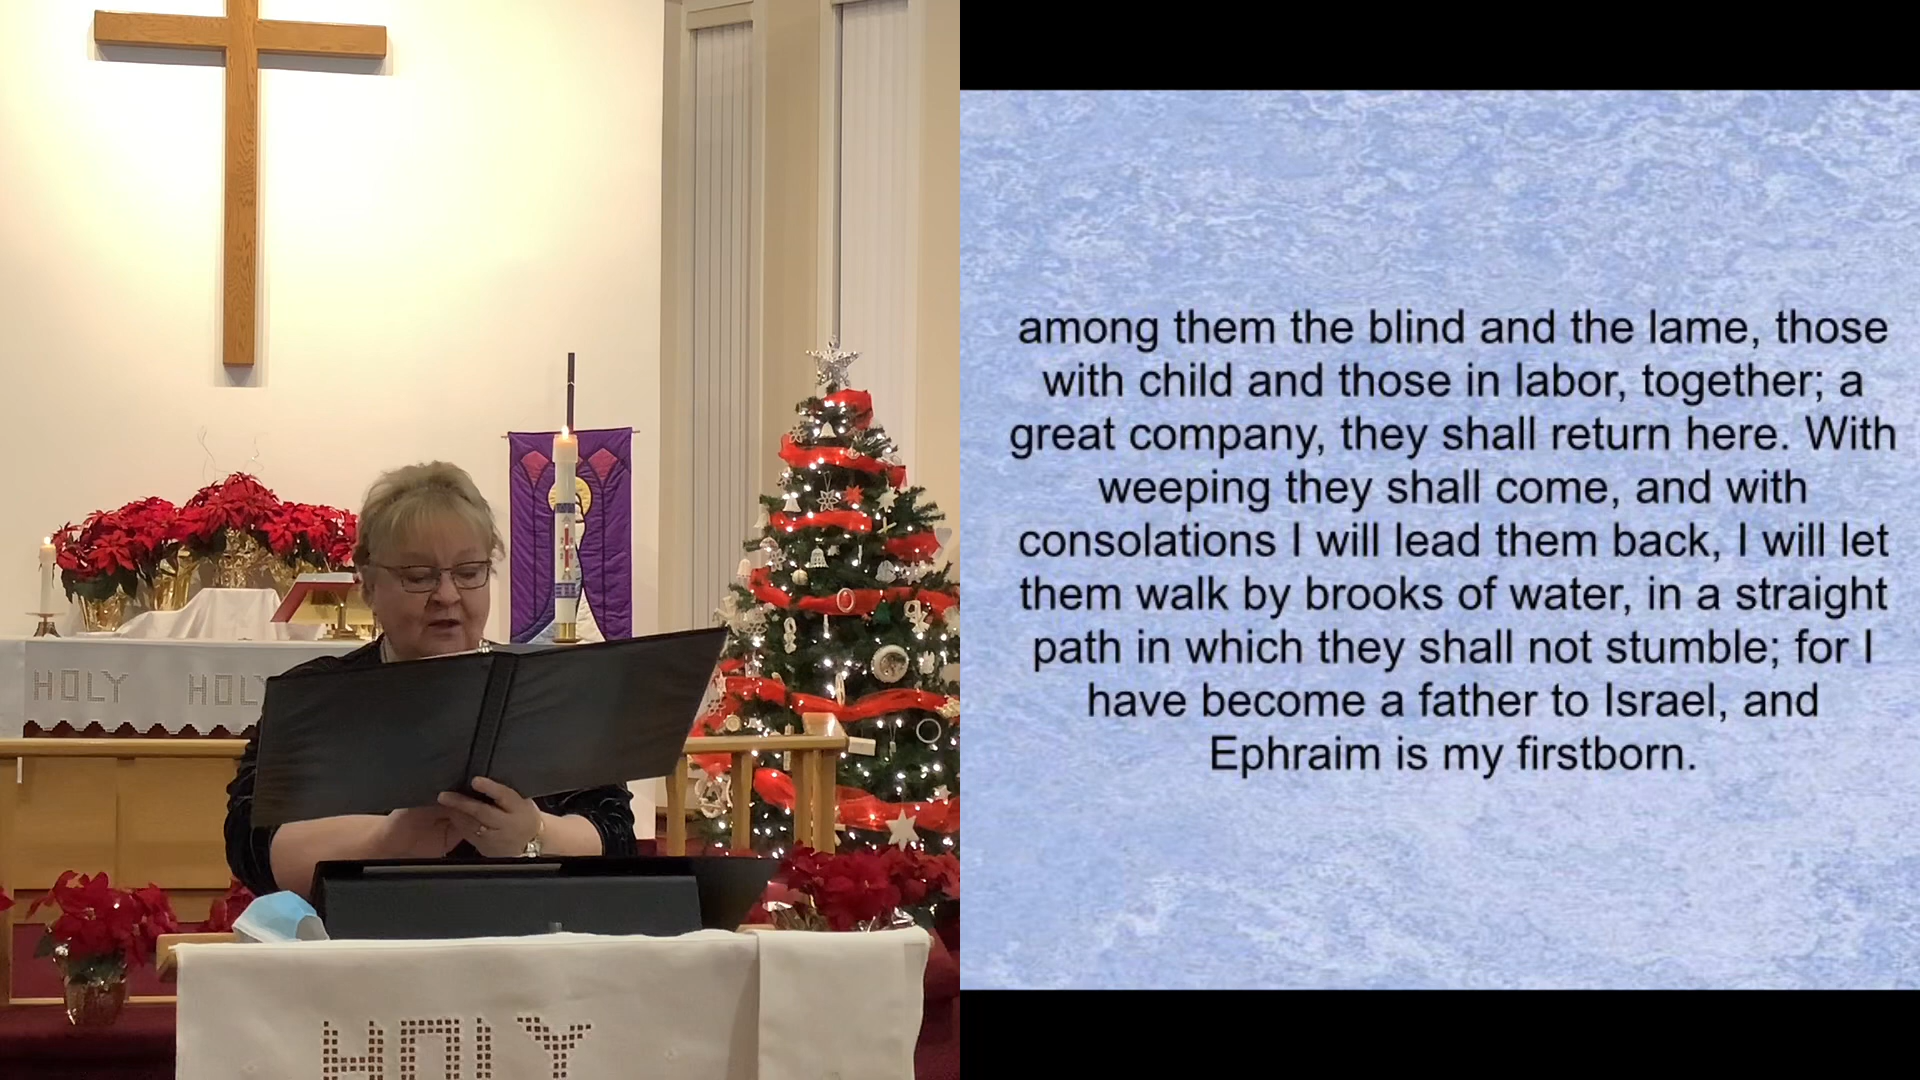 HOLY HOLY
HOLY
among them the blind and the lame, those
with child and those in labor, together; a
great company, they shall return here. With
weeping they shall come, and with
consolations I will lead them back, I will let
them walk by brooks of water, in a straight
path in which they shall not stumble; for I
have become a father to Israel, and
Ephraim is my firstborn.